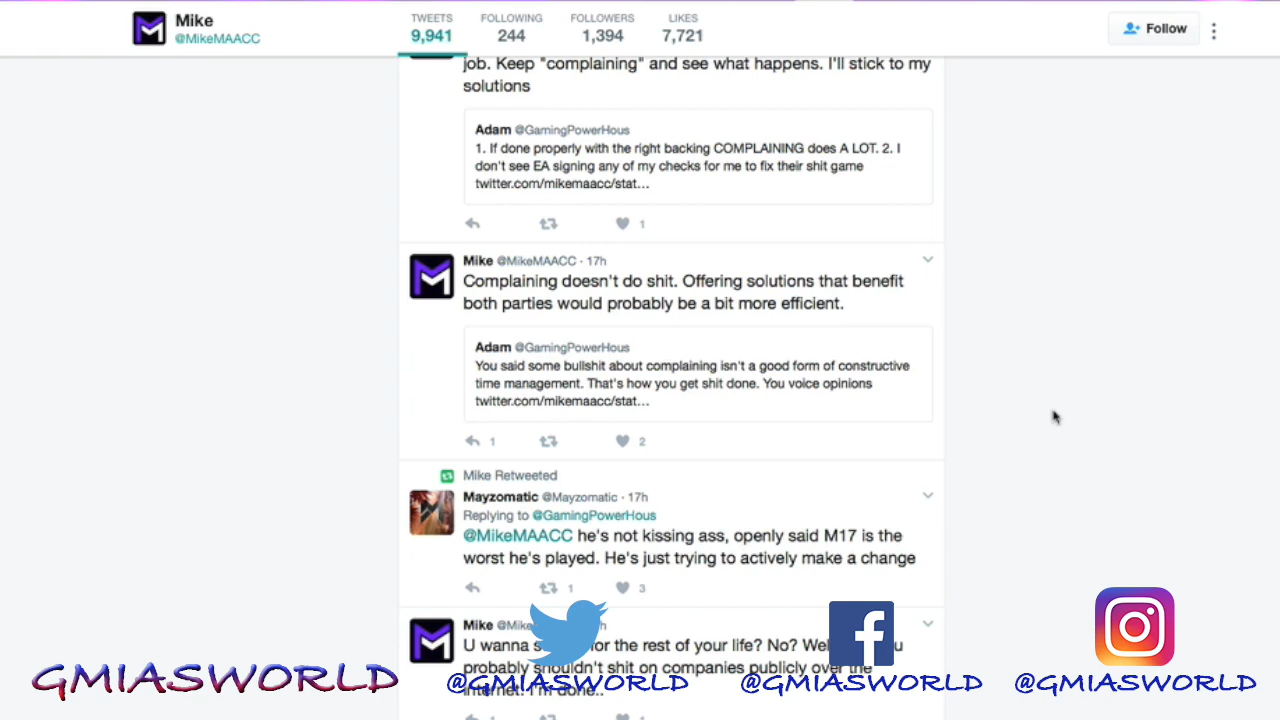 Mike
@MikeMAACC
TWEETS FOLLOWING FOLLOWERS LIKES
9,941 244 1,394 7,721
Follow
job. Keep "complaining" and see what happens. I'll stick to my
solutions
Adam @GamingPowerHous
1. If done properly with the right backing COMPLAINING does A LOT. 2. I
don't see EA signing any of my checks for me to fix their shit game
twitter.com/mikemaacc/stat...
1
Mike @MikeMAACC · 17h
Complaining doesn't do shit. Offering solutions that benefit
both parties would probably be a bit more efficient.
Adam @GamingPowerHous
You said some bullshit about complaining isn't a good form of constructive
time management. That's how you get shit done. You voice opinions
twitter.com/mikemaacc/stat...
1 2
Mike Retweeted
Mayzomatic @Mayzomatic · 17h
Replying to @GamingPowerHous
@MikeMAACC he's not kissing ass, openly said M17 is the
worst he's played. He's just trying to actively make a change
1 3
Mike
U wanna for the rest of your life? No?
probably shouldn't shit on companies publicly over the
internet. I'm done..
GMIASWORLD
@GMIASWORLD @GMIASWORLD @GMIASWORLD